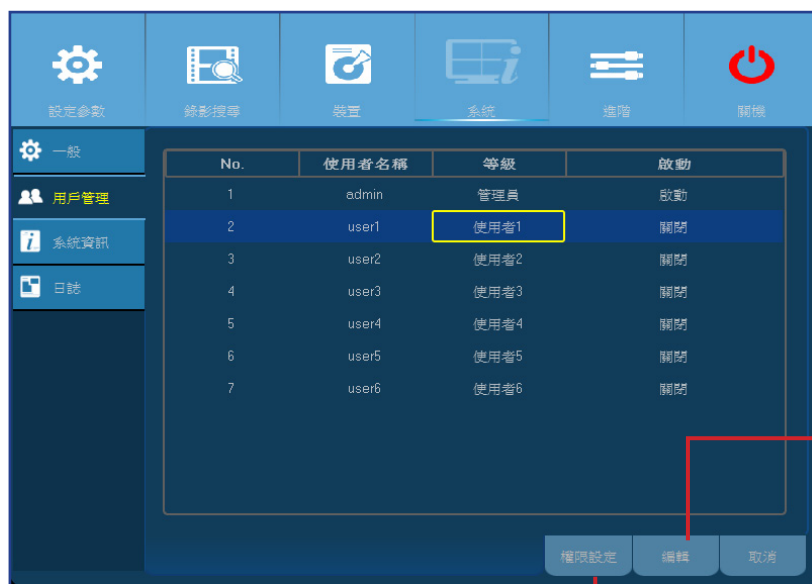 設定參數 錄影搜尋 裝置 系統 進階 關機
一般
用戶管理
系統資訊
日誌
No. 使用者名稱 等級 啟動
1 admin 管理員 啟動
2 user1 使用者1 關閉
3 user2 使用者2 關閉
4 user3 使用者3 關閉
5 user4 使用者4 關閉
6 user5 使用者5 關閉
7 user6 使用者6 關閉
權限設定 編輯 取消